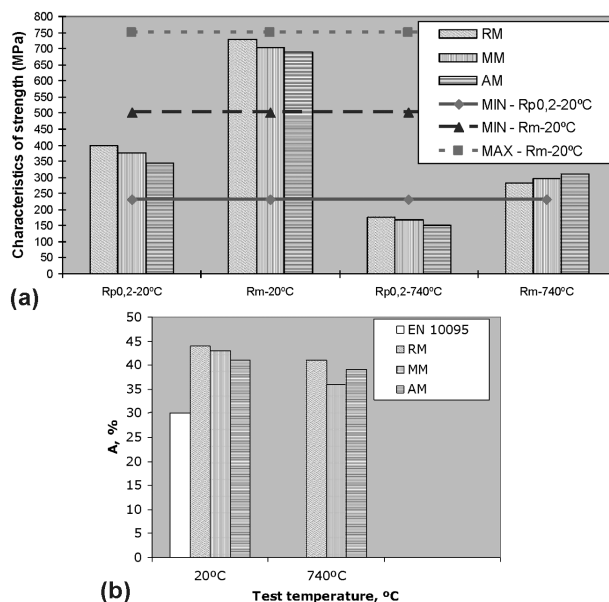 (a)
Characteristics of strength (MPa)
800
750
700
650
600
550
500
450
400
350
300
250
200
150
100
50
0
Rp0,2-20ºC
Rm-20ºC
Rp0,2-740ºC
Rm-740ºC
RM
MM
AM
MIN - Rp0,2-20ºC
MIN - Rm-20ºC
MAX - Rm-20ºC
(b)
A, %
50
45
40
35
30
25
20
15
10
5
0
20ºC
740ºC
Test temperature, ºC
EN 10095
RM
MM
AM